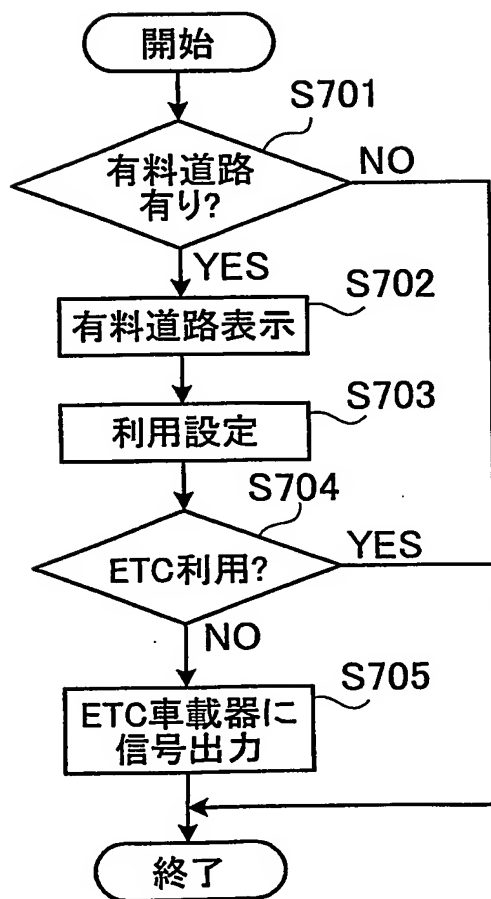 開始
S701
有料道路
有り?
NO
YES
S702
有料道路表示
S703
利用設定
S704
ETC利用?
YES
NO
S705
ETC車載器に
信号出力
終了